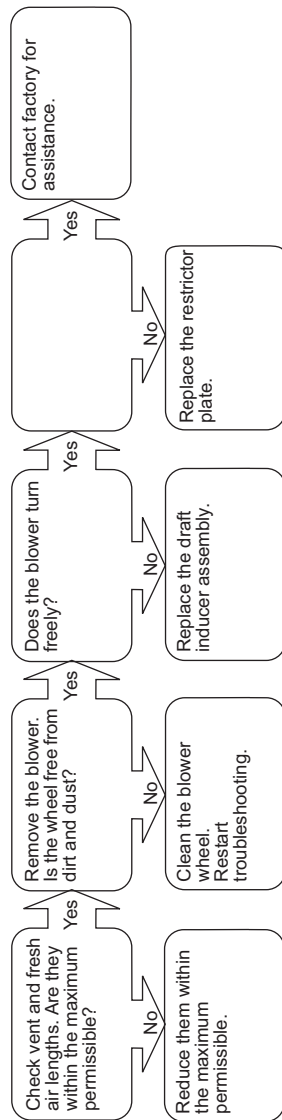 Check vent and fresh
air lengths. Are they
within the maximum
permissible?
Yes
No
Reduce them within
the maximum
permissible.
Remove the blower.
Is the wheel free from
dirt and dust?
Yes
No
Clean the blower
wheel.
Restart
troubleshooting.
Does the blower turn
freely?
Yes
No
Replace the draft
inducer assembly.
Yes
No
Replace the restrictor
plate.
Contact factory for
assistance.